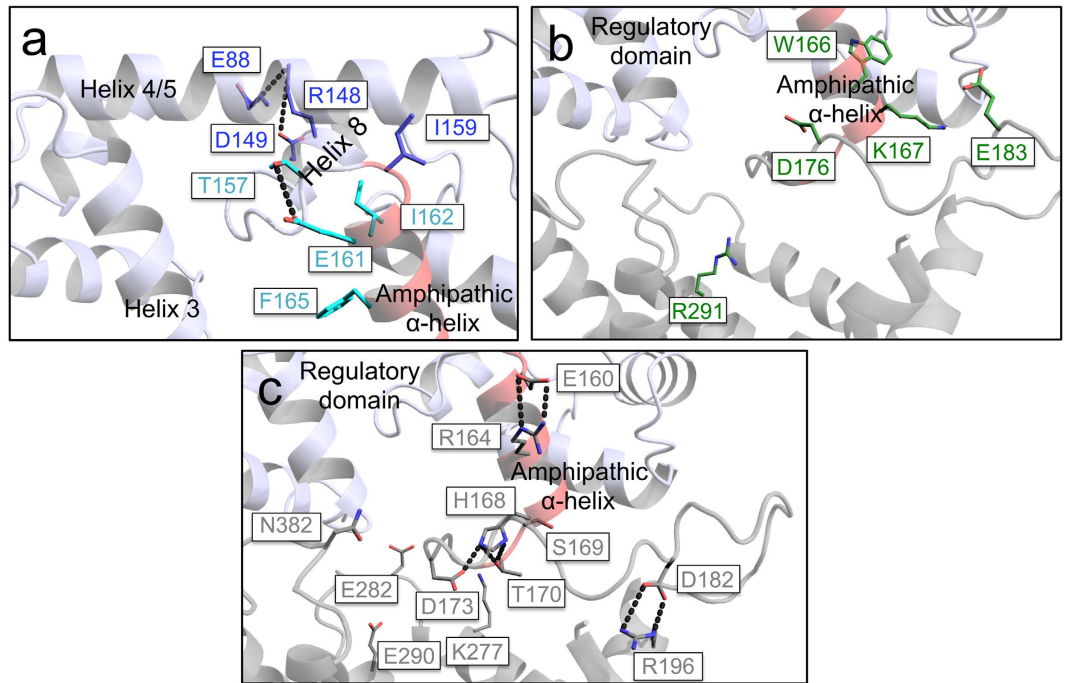 a
E88
Helix 4/5
R148
D149
Helix 8
I159
T157
I162
E161
F165
Amphipathic
α-helix
Helix 3
b
Regulatory
domain
W166
Amphipathic
α-helix
K167
D176
E183
R291
c
Regulatory
domain
E160
R164
Amphipathic
α-helix
H168
N382
S169
E282
D173
T170
D182
E290
K277
R196